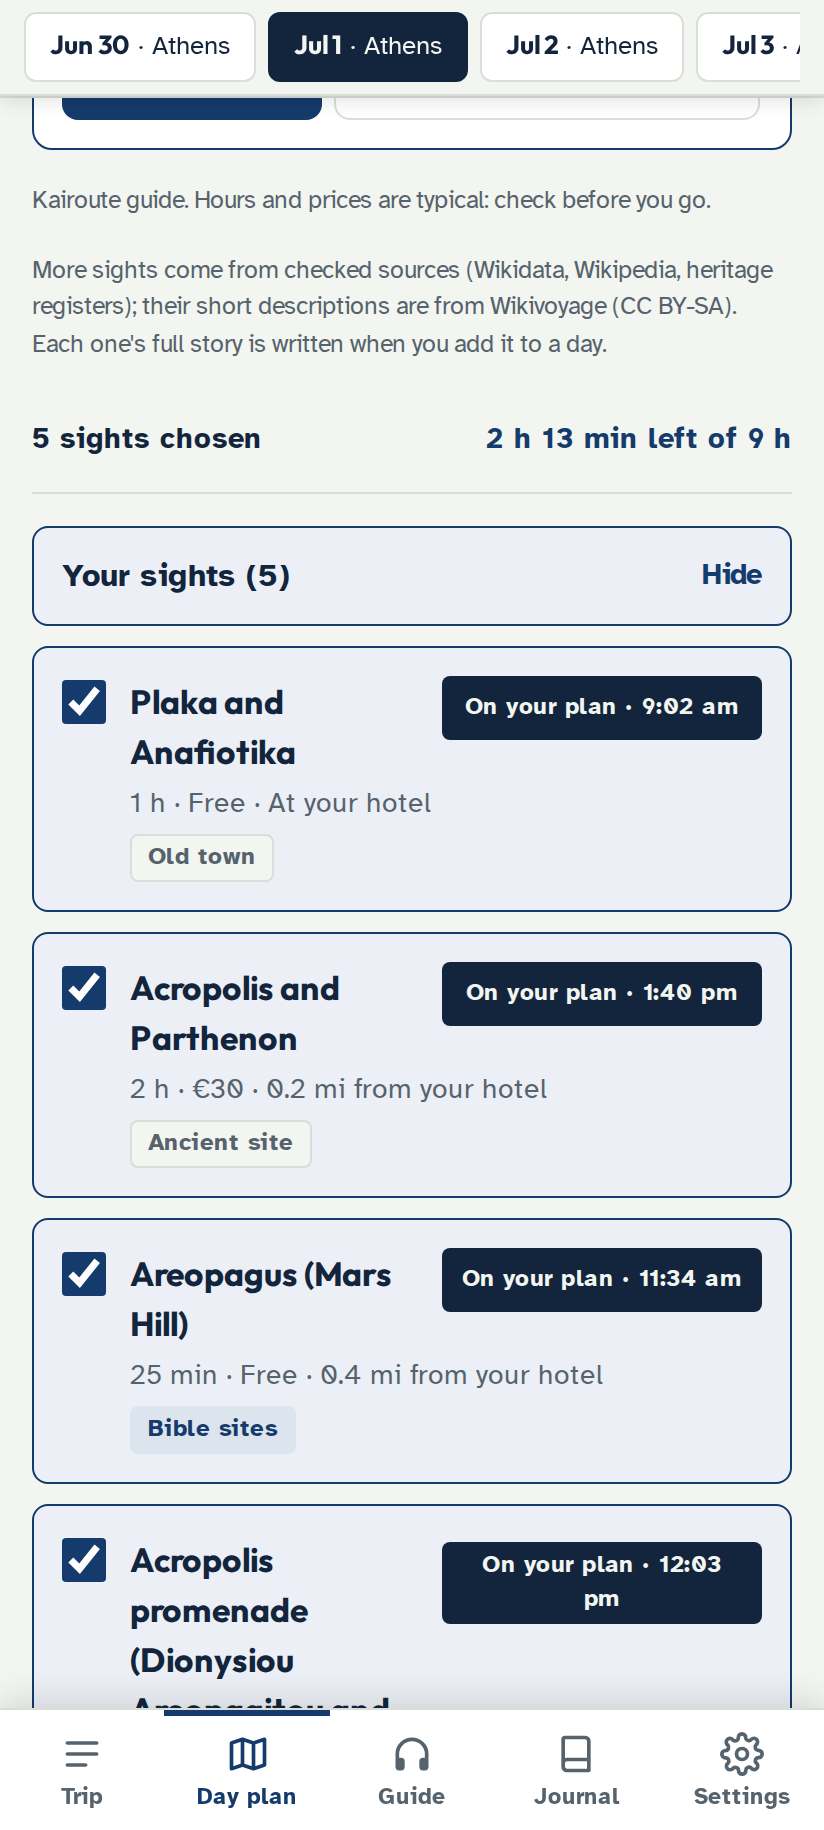 Jun 30 · Athens
Jul 1 · Athens
Jul 2 · Athens
Jul 3 ·
Kairoute guide. Hours and prices are typical: check before you go.
More sights come from checked sources (Wikidata, Wikipedia, heritage
registers); their short descriptions are from Wikivoyage (CC BY-SA).
Each one's full story is written when you add it to a day.
5 sights chosen
2 h 13 min left of 9 h
Your sights (5)
Hide
Plaka and
Anafiotika
On your plan · 9:02 am
1 h · Free · At your hotel
Old town
Acropolis and
Parthenon
On your plan · 1:40 pm
2 h · €30 · 0.2 mi from your hotel
Ancient site
Areopagus (Mars
Hill)
On your plan · 11:34 am
25 min · Free · 0.4 mi from your hotel
Bible sites
Acropolis
promenade
(Dionysiou
Areopagitou and
On your plan · 12:03
pm
Trip
Day plan
Guide
Journal
Settings